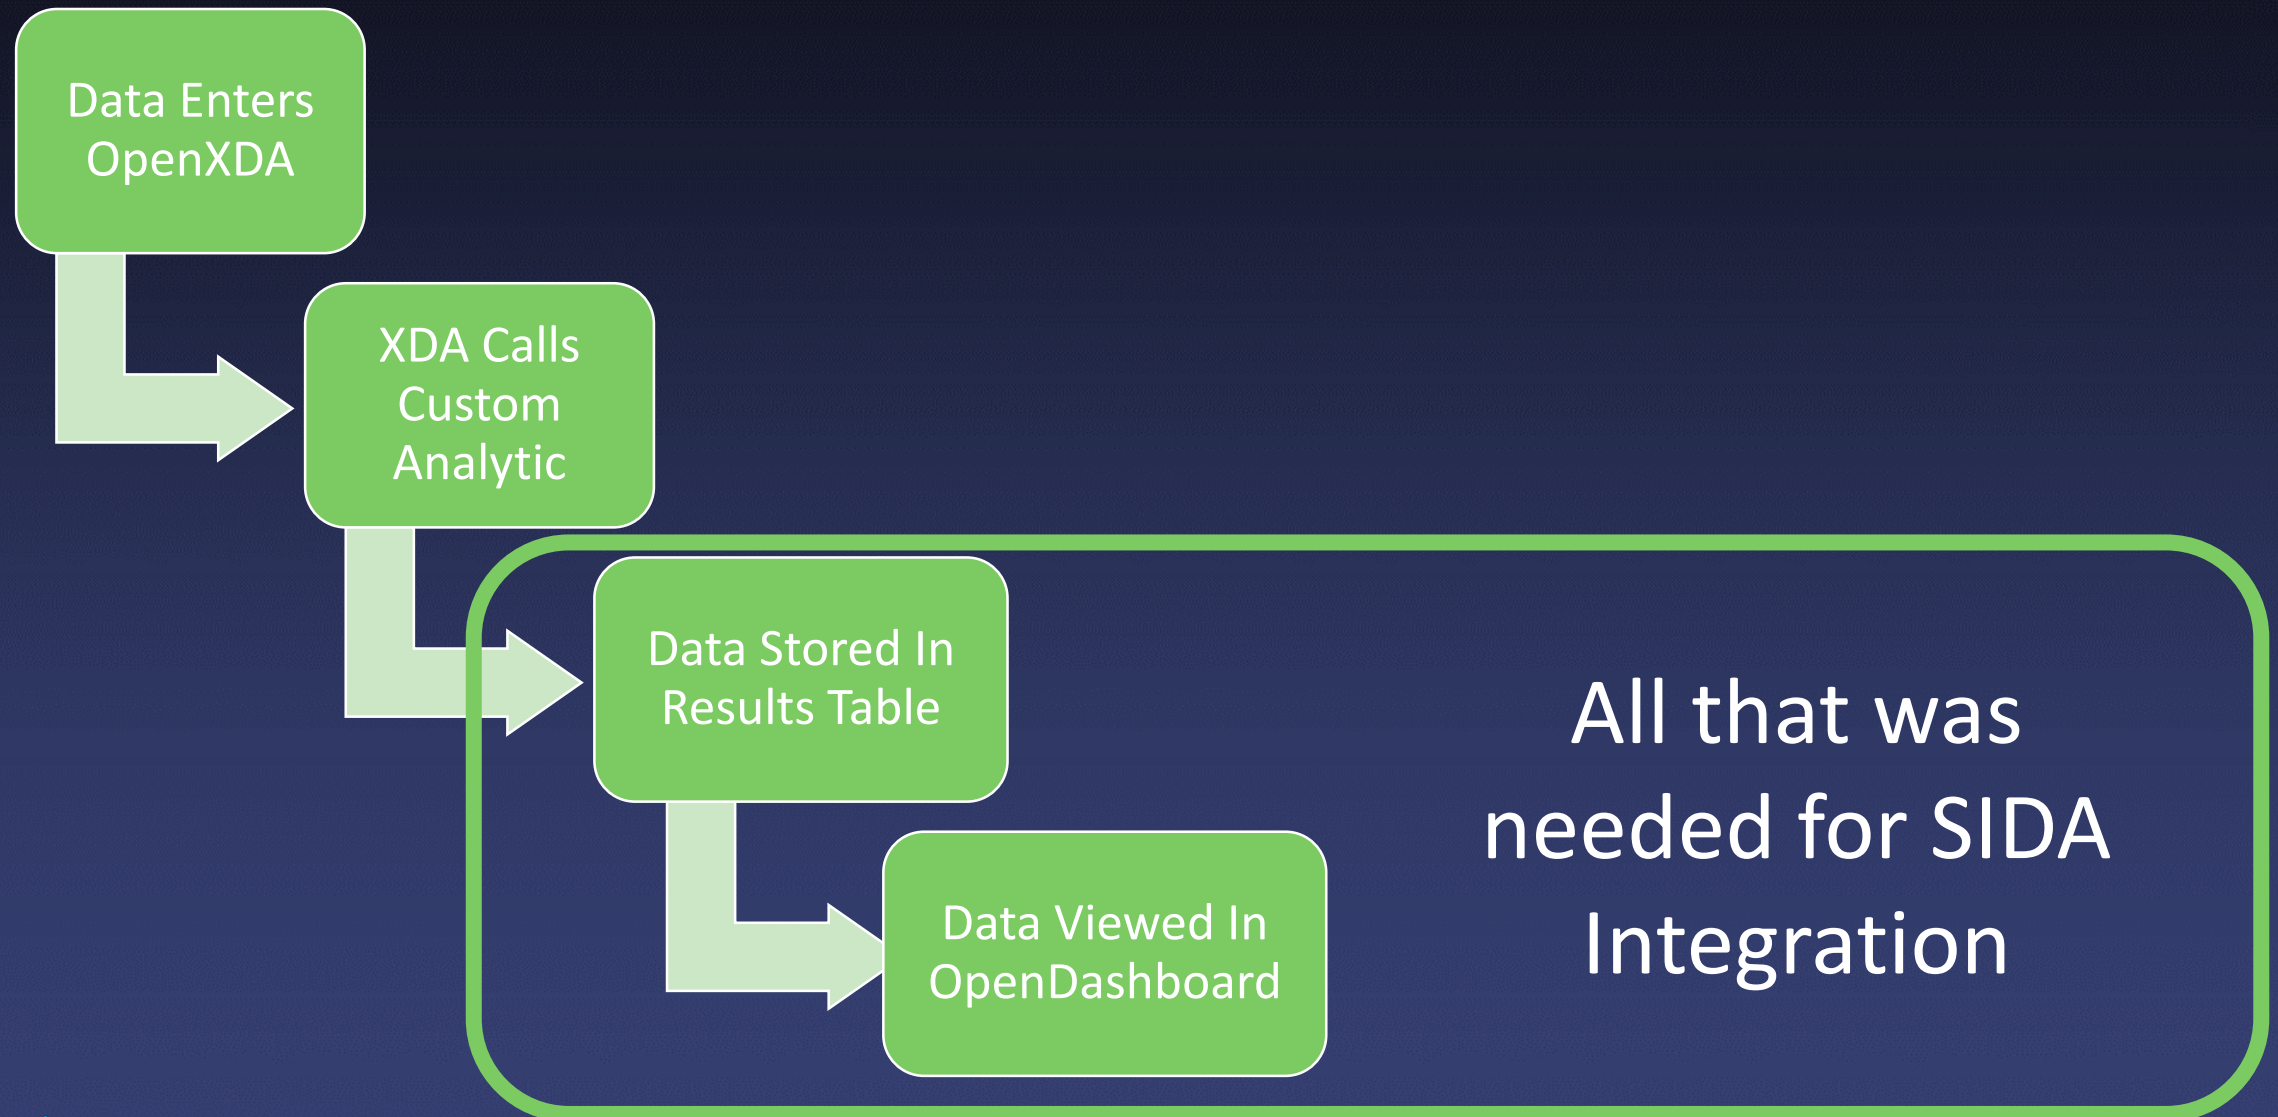 Data Enters
OpenXDA
XDA Calls
Custom
Analytic
Data Stored In
Results Table
Data Viewed In
OpenDashboard
All that was
needed for SIDA
Integration